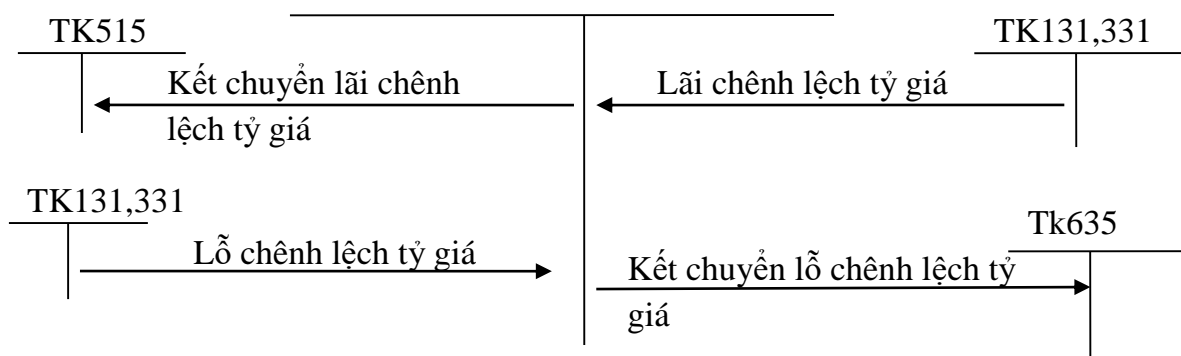 TK515
TK131,331
Kết chuyển lãi chênh
lệch tỷ giá
Lãi chênh lệch tỷ giá
TK131,331
Tk635
Lỗ chênh lệch tỷ giá
Kết chuyển lỗ chênh lệch tỷ
giá